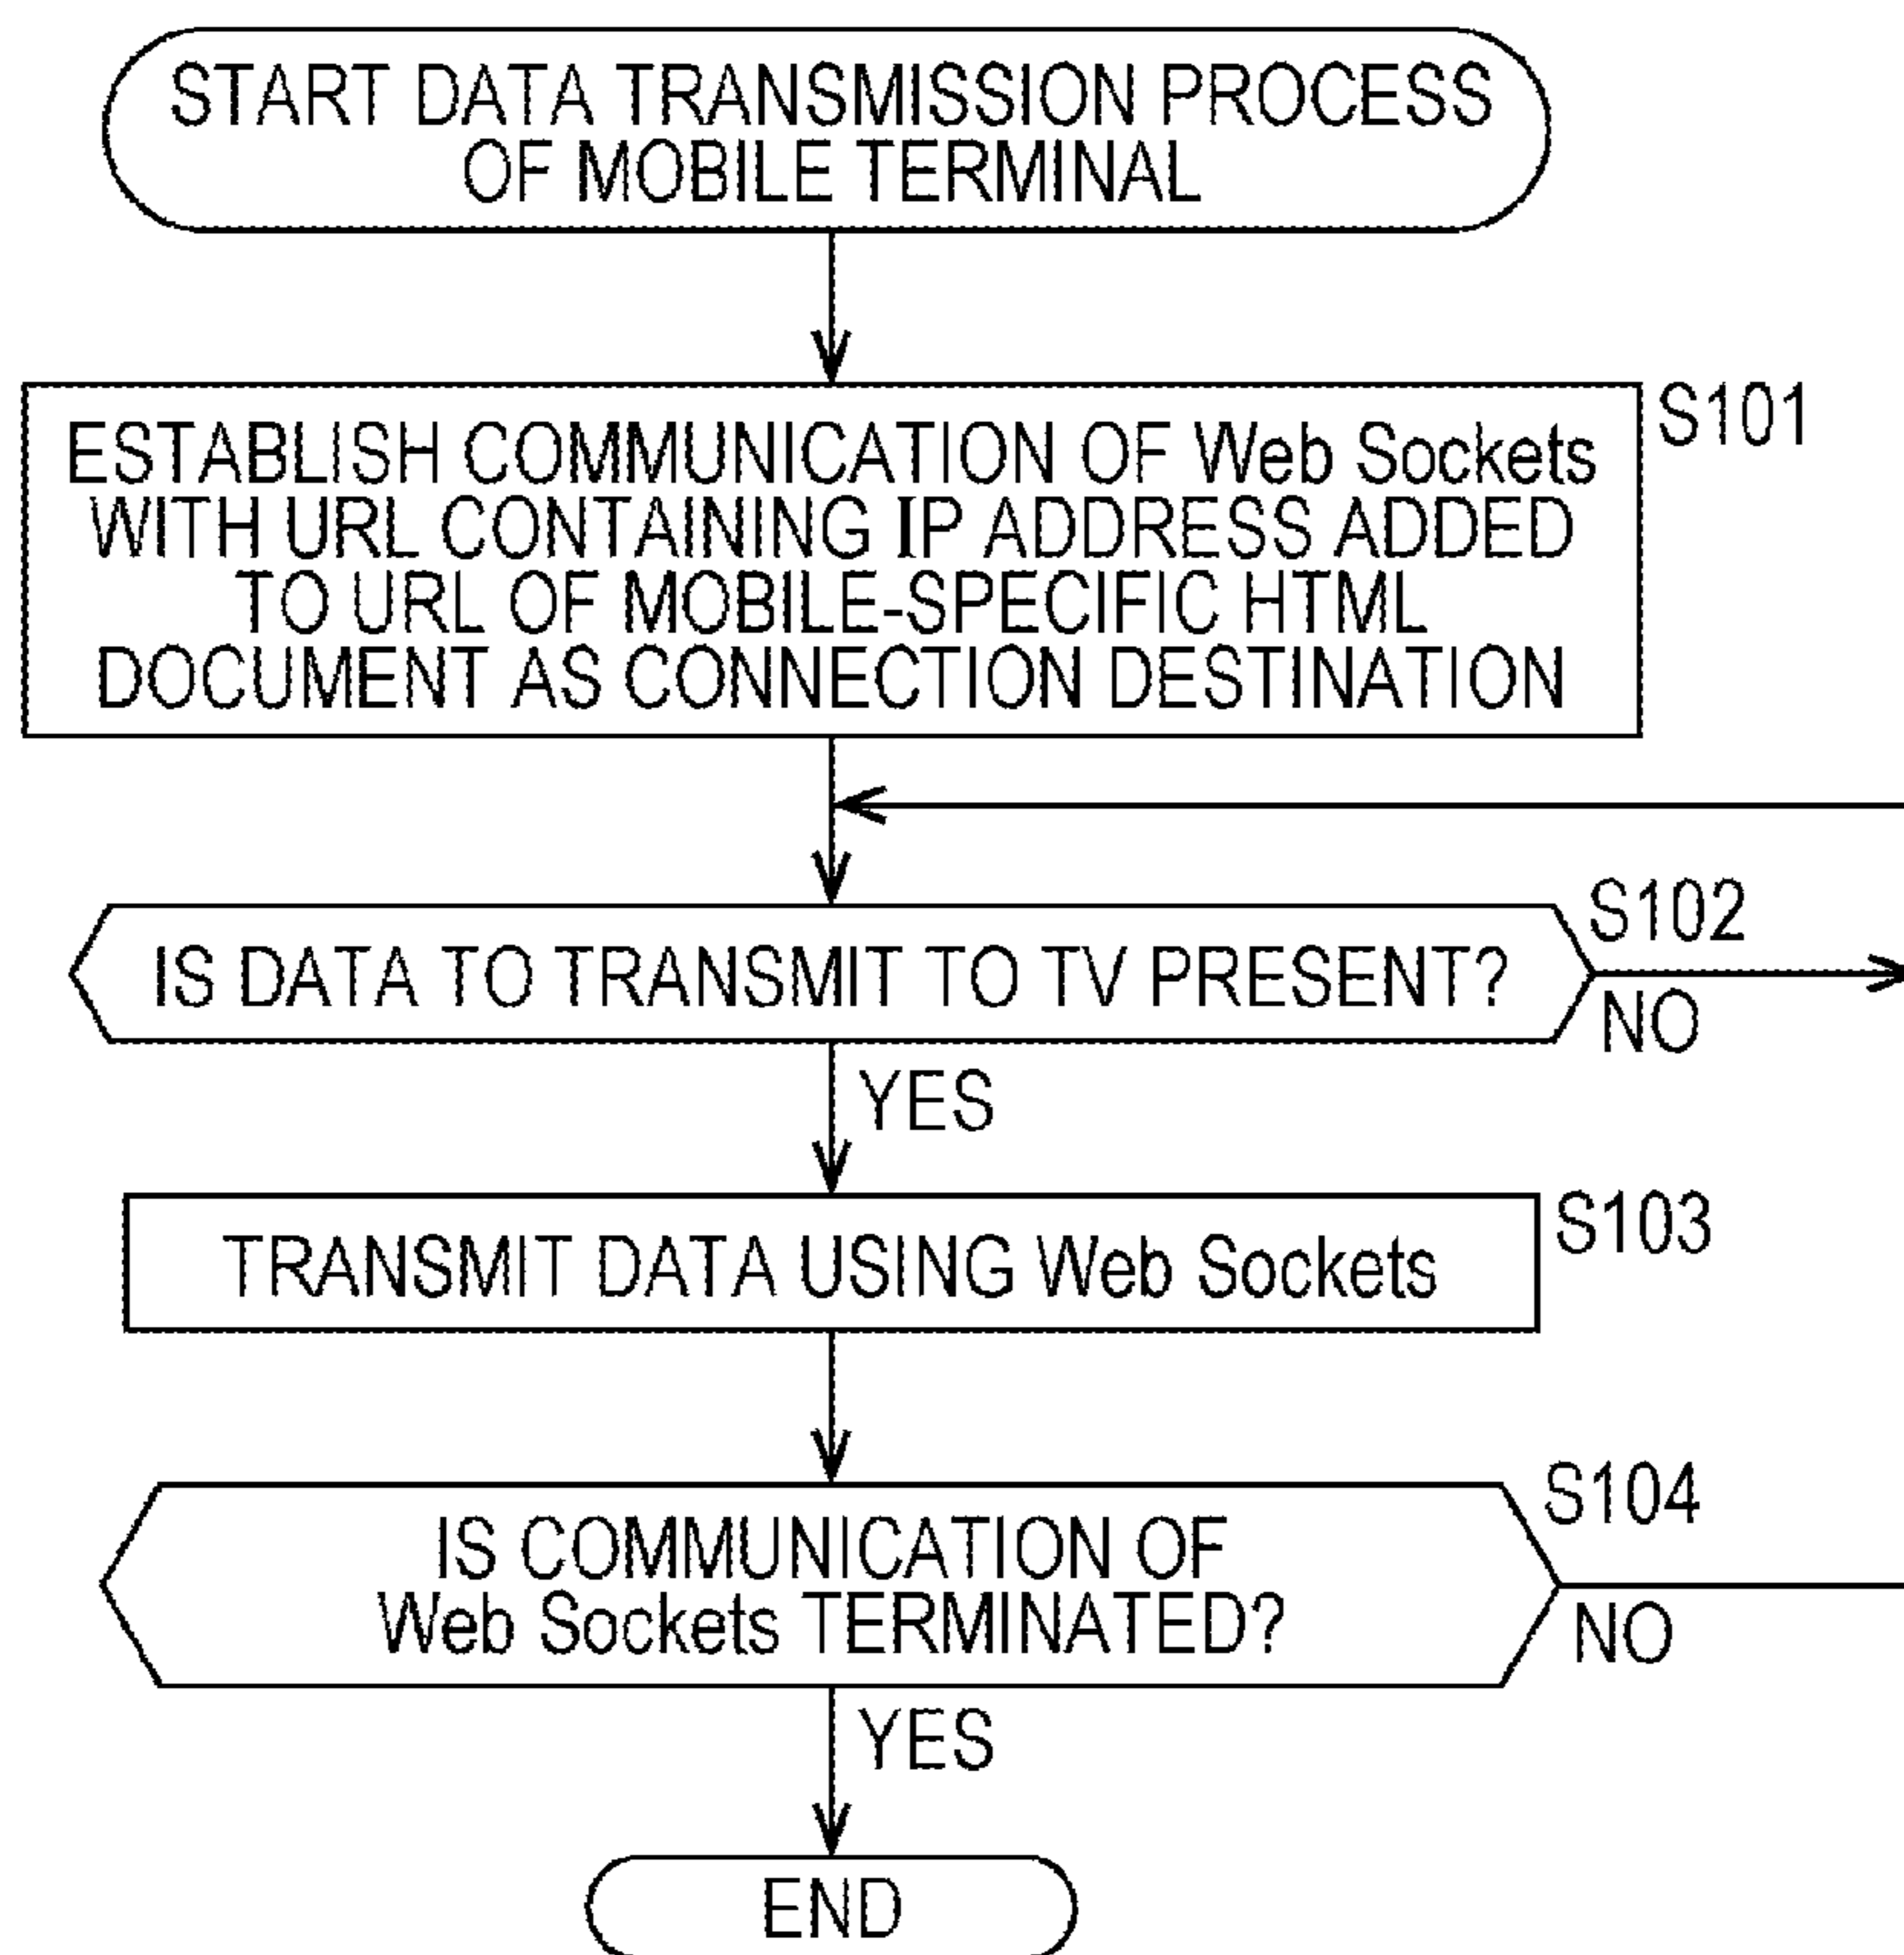 START DATA TRANSMISSION PROCESS
OF MOBILE TERMINAL
S101
ESTABLISH COMMUNICATION OF Web Sockets
WITH URL CONTAINING IP ADDRESS ADDED
TO URL OF MOBILE-SPECIFIC HTML
DOCUMENT AS CONNECTION DESTINATION
S102
IS DATA TO TRANSMIT TO TV PRESENT?
NO
YES
S103
TRANSMIT DATA USING Web Sockets
S104
IS COMMUNICATION OF
Web Sockets TERMINATED?
NO
YES
END